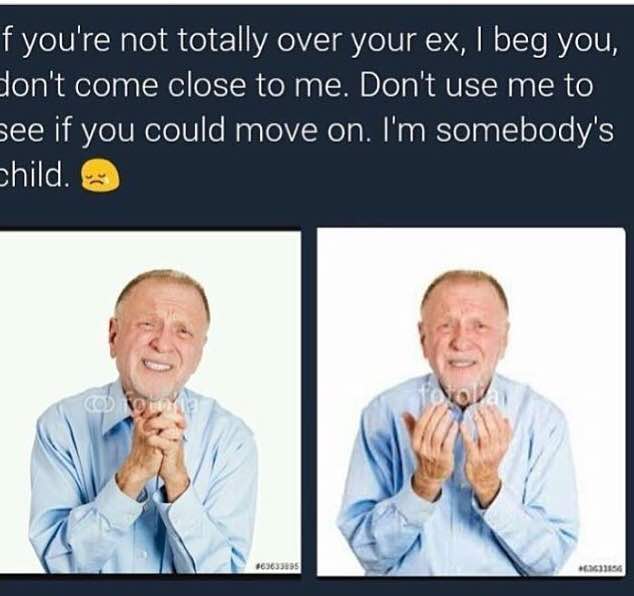 f you're not totally over your ex, I beg you,
don't come close to me. Don't use me to
see if you could move on. I'm somebody's
child. 😢
fotolia
fotolia
#63633895
#63633856